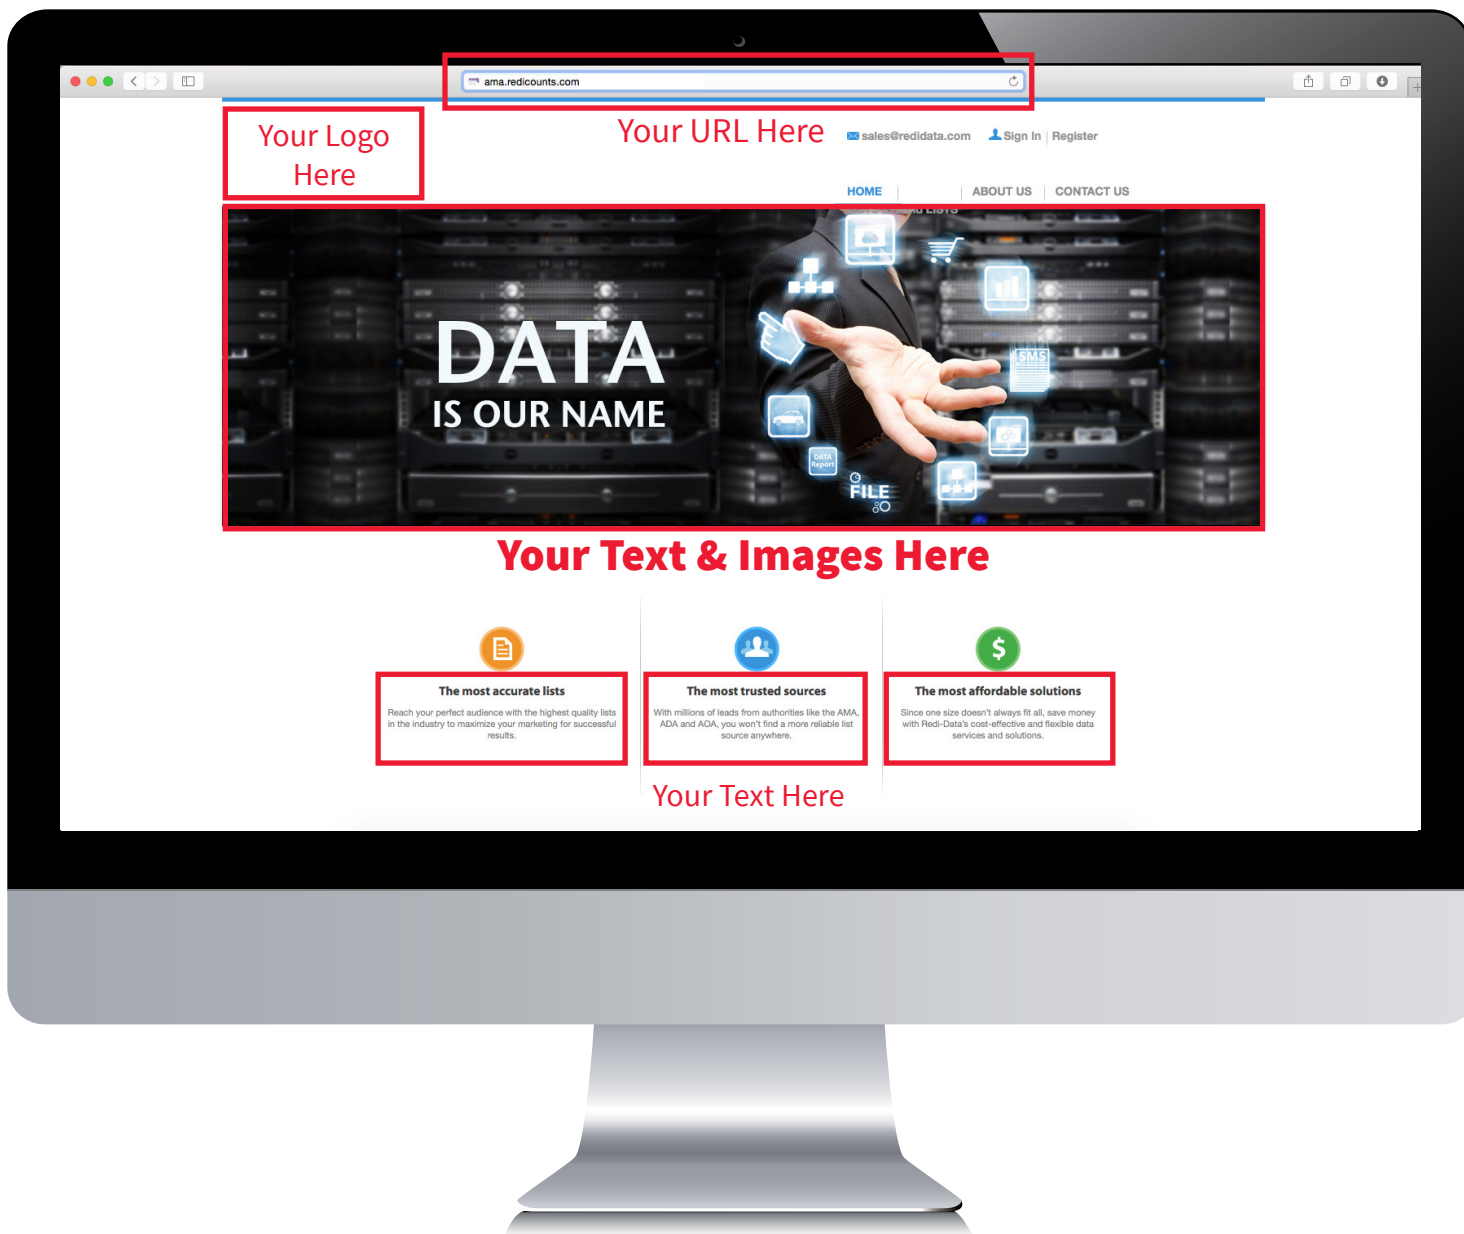 ama.redicounts.com
Your Logo
Here
Your URL Here
sales@redidata.com
Sign In
Register
HOME
ABOUT US
CONTACT US
LISTS
DATA
IS OUR NAME
SMS
DATA
Report
FILE
Your Text & Images Here
The most accurate lists
Reach your perfect audience with the highest quality lists
in the industry to maximize your marketing for successful
results.
The most trusted sources
With millions of leads from authorities like the AMA,
ADA and AOA, you won't find a more reliable list
source anywhere.
The most affordable solutions
Since one size doesn't always fit all, save money
with Redi-Data's cost-effective and flexible data
services and solutions.
Your Text Here